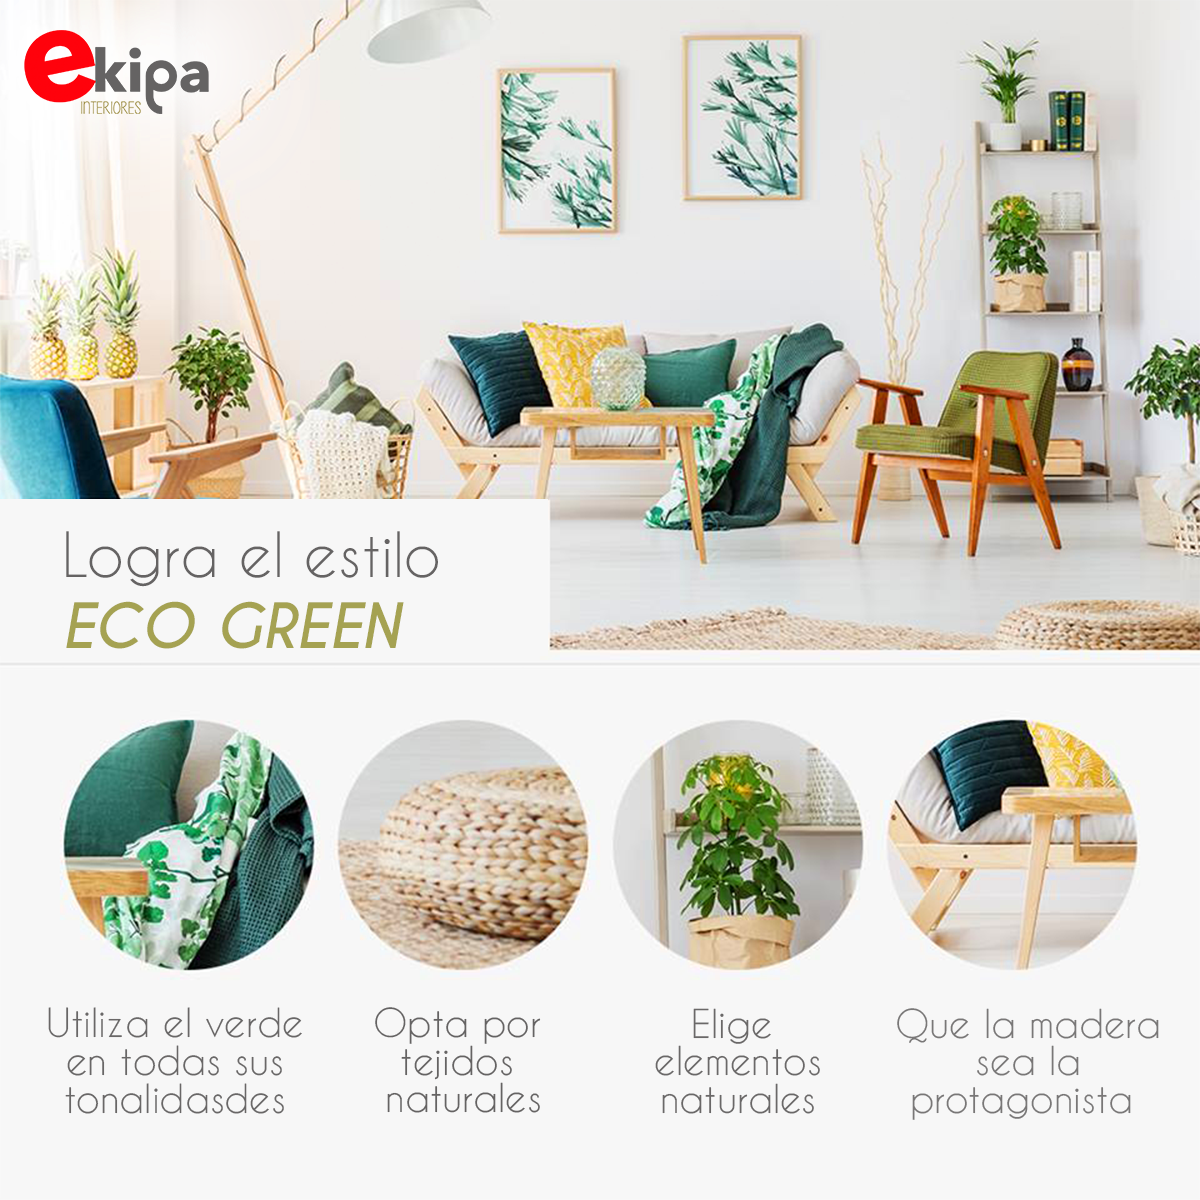 ekipa
INTERIORES
Logra el estilo
ECO GREEN
Utiliza el verde
en todas sus
tonalidasdes
Opta por
tejidos
naturales
Elige
elementos
naturales
Que la madera
sea la
protagonista